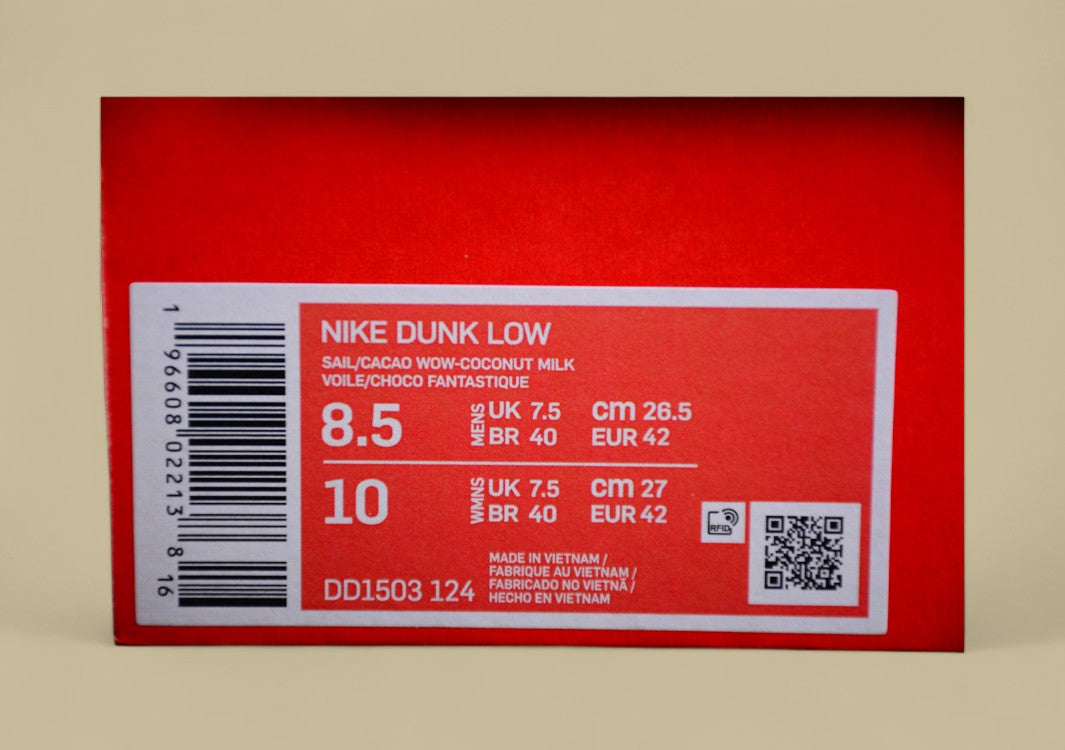 1 96608 02213 8 16
NIKE DUNK LOW
SAIL/CACAO WOW-COCONUT MILK
VOILE/CHOCO FANTASTIQUE
8.5 MENS UK 7.5 cm 26.5
BR 40 EUR 42
10 WMNS UK 7.5 cm 27
BR 40 EUR 42
RFID
MADE IN VIETNAM /
FABRIQUE AU VIETNAM /
FABRICADO NO VIETNÃ /
HECHO EN VIETNAM
DD1503 124